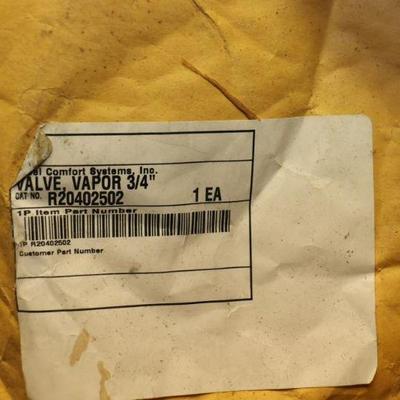 Comfort Systems, Inc.
VALVE, VAPOR 3/4"
CAT NO. R20402502 1 EA
1P Item Part Number
1P R20402502
Customer Part Number